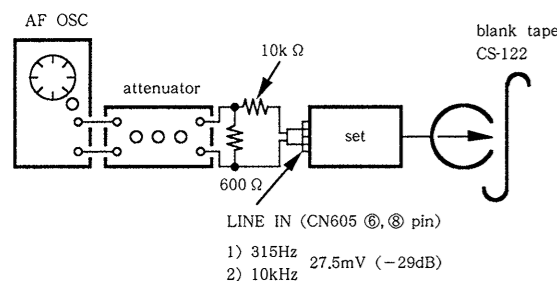 AF OSC
blank tape
CS-122
10k Ω
attenuator
set
600 Ω
LINE IN (CN605 ⑥, ⑧ pin)
1) 315Hz
2) 10kHz
27.5mV (−29dB)